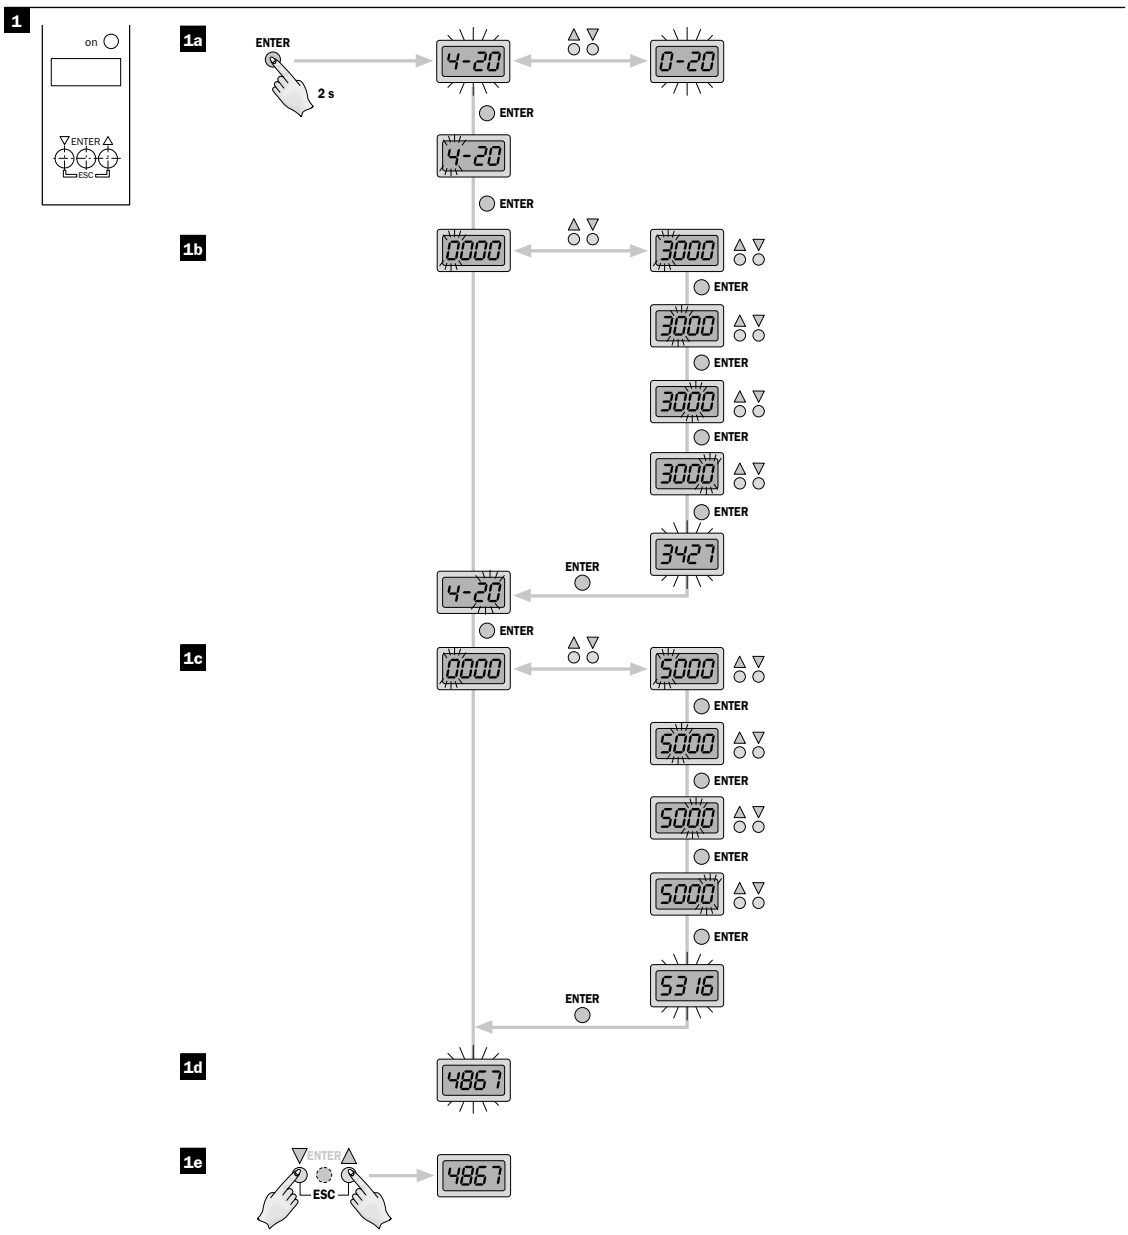 1
on
▽ ENTER △
ESC
1a
ENTER
2 s
4-20
△ ▽
0-20
ENTER
4-20
ENTER
1b
0000
△ ▽
3000 △ ▽
ENTER
3000 △ ▽
ENTER
3000 △ ▽
ENTER
3000 △ ▽
ENTER
3427
ENTER
4-20
ENTER
1c
0000
△ ▽
5000 △ ▽
ENTER
5000 △ ▽
ENTER
5000 △ ▽
ENTER
5000 △ ▽
ENTER
5316
ENTER
1d
4867
1e
▽ ENTER △
ESC
4867